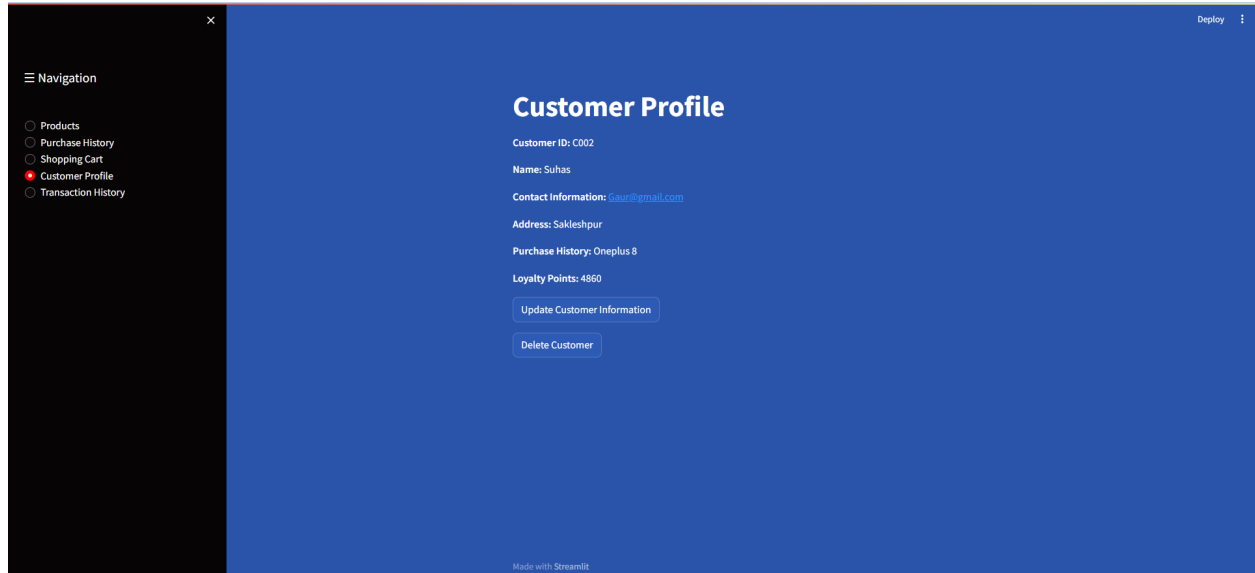 ×
Deploy ⋮
☰ Navigation
Products
Purchase History
Shopping Cart
Customer Profile
Transaction History
Customer Profile
Customer ID: C002
Name: Suhas
Contact Information: Gaur@gmail.com
Address: Sakleshpur
Purchase History: Oneplus 8
Loyalty Points: 4860
Update Customer Information
Delete Customer
Made with Streamlit